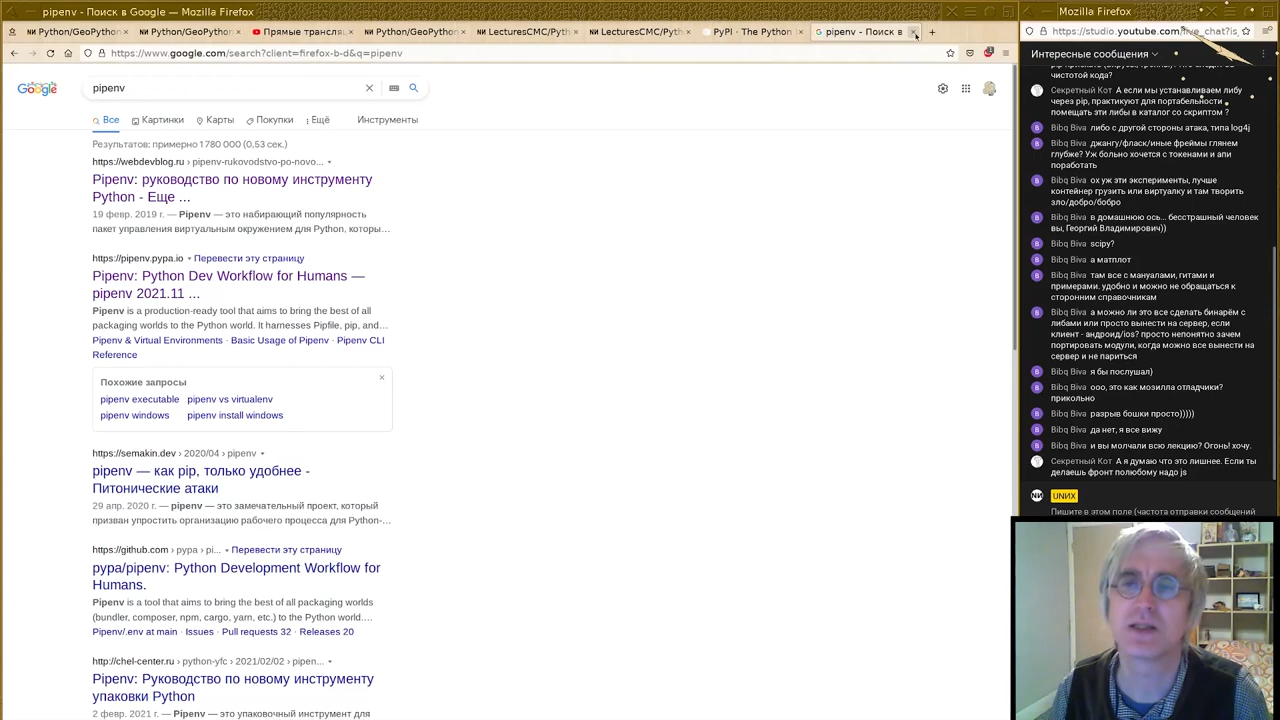 pipenv - Поиск в Google — Mozilla Firefox
Mozilla Firefox
Python/GeoPython
Python/GeoPython
Прямые трансляц
Python/GeoPython
LecturesCMC/Pyth
LecturesCMC/Pyth
PyPI · The Python
pipenv - Поиск в
https://www.google.com/search?client=firefox-b-d&q=pipenv
https://studio.youtube.com/live_chat?is_
Google
pipenv
Все
Картинки
Карты
Покупки
Ещё
Инструменты
Результатов: примерно 1 780 000 (0,53 сек.)
https://webdevblog.ru › pipenv-rukovodstvo-po-novo...
Pipenv: руководство по новому инструменту
Python - Еще ...
19 февр. 2019 г. — Pipenv — это набирающий популярность
пакет управления виртуальным окружением для Python, которы…
https://pipenv.pypa.io
Перевести эту страницу
Pipenv: Python Dev Workflow for Humans —
pipenv 2021.11 ...
Pipenv is a production-ready tool that aims to bring the best of all
packaging worlds to the Python world. It harnesses Pipfile, pip, and…
Pipenv & Virtual Environments · Basic Usage of Pipenv · Pipenv CLI
Reference
Похожие запросы
pipenv executable
pipenv vs virtualenv
pipenv windows
pipenv install windows
https://semakin.dev › 2020/04 › pipenv
pipenv — как pip, только удобнее -
Питонические атаки
29 апр. 2020 г. — pipenv — это замечательный проект, который
призван упростить организацию рабочего процесса для Python-…
https://github.com › pypa › pi...
Перевести эту страницу
pypa/pipenv: Python Development Workflow for
Humans.
Pipenv is a tool that aims to bring the best of all packaging worlds
(bundler, composer, npm, cargo, yarn, etc.) to the Python world.…
Pipenv/.env at main · Issues · Pull requests 32 · Releases 20
http://chel-center.ru › python-yfc › 2021/02/02 › pipen...
Pipenv: Руководство по новому инструменту
упаковки Python
2 февр. 2021 г. — Pipenv — это упаковочный инструмент для
Интересные сообщения
чистотой кода?
Секретный Кот А если мы устанавливаем либу
через pip, практикуют для портабельности
помещать эти либы в каталог со скриптом ?
Bibq Biva либо с другой стороны атака, типа log4j
Bibq Biva джангу/фласк/иные фреймы глянем
глубже? Уж больно хочется с токенами и апи
поработать
Bibq Biva ох уж эти эксперименты, лучше
контейнер грузить или виртуалку и там творить
зло/добро/бобро
Bibq Biva в домашнюю ось... бесстрашный человек
вы, Георгий Владимирович))
Bibq Biva scipy?
Bibq Biva а матплот
Bibq Biva там все с мануалами, гитами и
примерами. удобно и можно не обращаться к
сторонним справочникам
Bibq Biva а можно ли это все сделать бинарём с
либами или просто вынести на сервер, если
клиент - андроид/ios? просто непонятно зачем
портировать модули, когда можно все вынести на
сервер и не париться
Bibq Biva я бы послушал)
Bibq Biva ооо, это как мозилла отладчики?
прикольно
Bibq Biva разрыв бошки просто)))))
Bibq Biva да нет, я все вижу
Bibq Biva и вы молчали всю лекцию? Огонь! хочу.
Секретный Кот А я думаю что это лишнее. Если ты
делаешь фронт полюбому надо js
UNИX
Пишите в этом поле (частота отправки сообщений